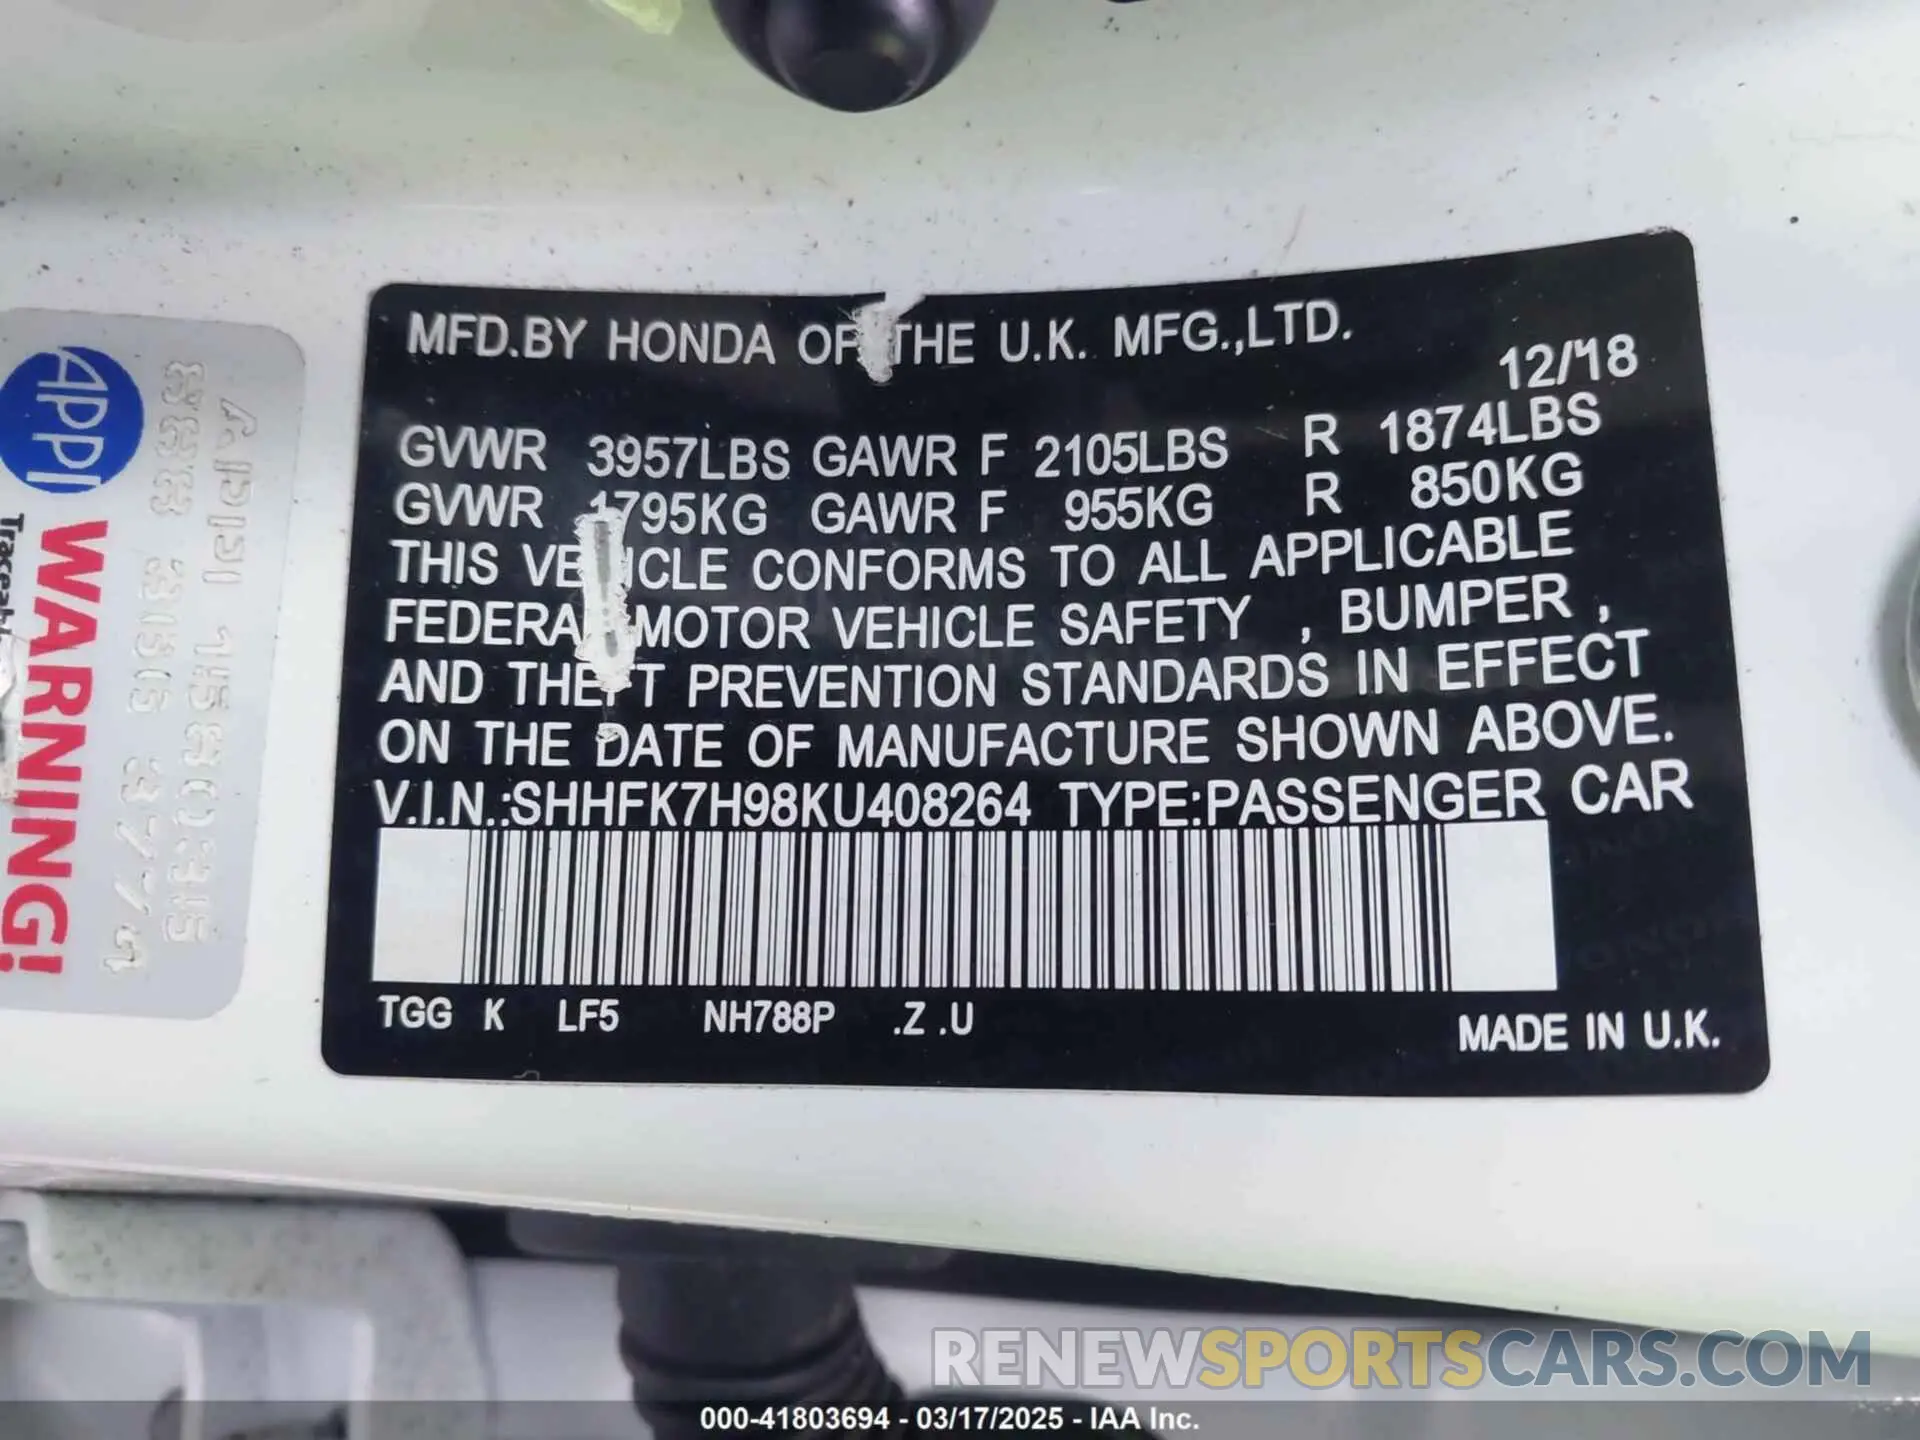 MFD.BY HONDA OF THE U.K. MFG.,LTD.
12/18
GVWR 3957LBS GAWR F 2105LBS R 1874LBS
GVWR 1795KG GAWR F 955KG R 850KG
THIS VEHICLE CONFORMS TO ALL APPLICABLE
FEDERAL MOTOR VEHICLE SAFETY , BUMPER ,
AND THEFT PREVENTION STANDARDS IN EFFECT
ON THE DATE OF MANUFACTURE SHOWN ABOVE.
V.I.N.:SHHFK7H98KU408264 TYPE:PASSENGER CAR
TGG K LF5 NH788P .Z .U
MADE IN U.K.
APPI
WARNING!
RENEWSPORTSCARS.COM
000-41803694 - 03/17/2025 - IAA Inc.